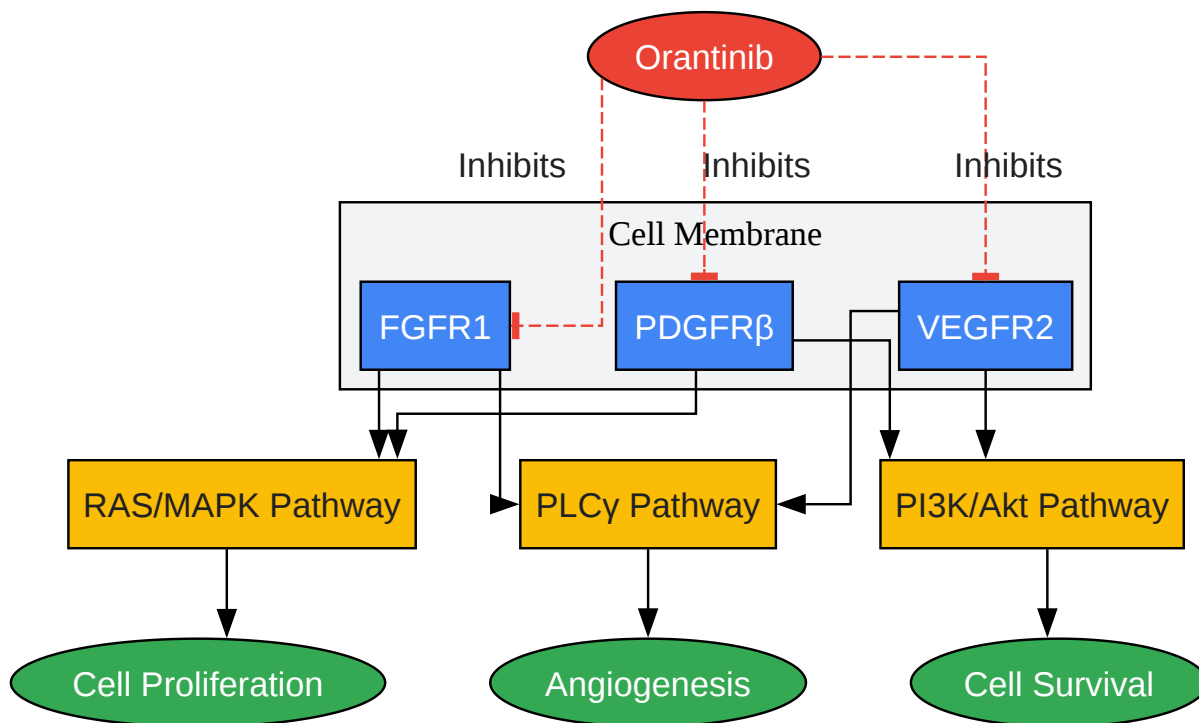 Orantinib
Inhibits
Inhibits
Inhibits
Cell Membrane
FGFR1
PDGFRβ
VEGFR2
RAS/MAPK Pathway
PLCγ Pathway
PI3K/Akt Pathway
Cell Proliferation
Angiogenesis
Cell Survival